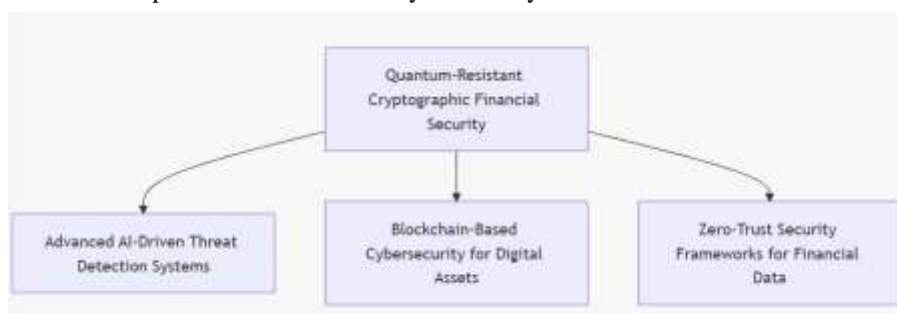 Quantum-Resistant
Cryptographic Financial
Security
Advanced AI-Driven Threat
Detection Systems
Blockchain-Based
Cybersecurity for Digital
Assets
Zero-Trust Security
Frameworks for Financial
Data